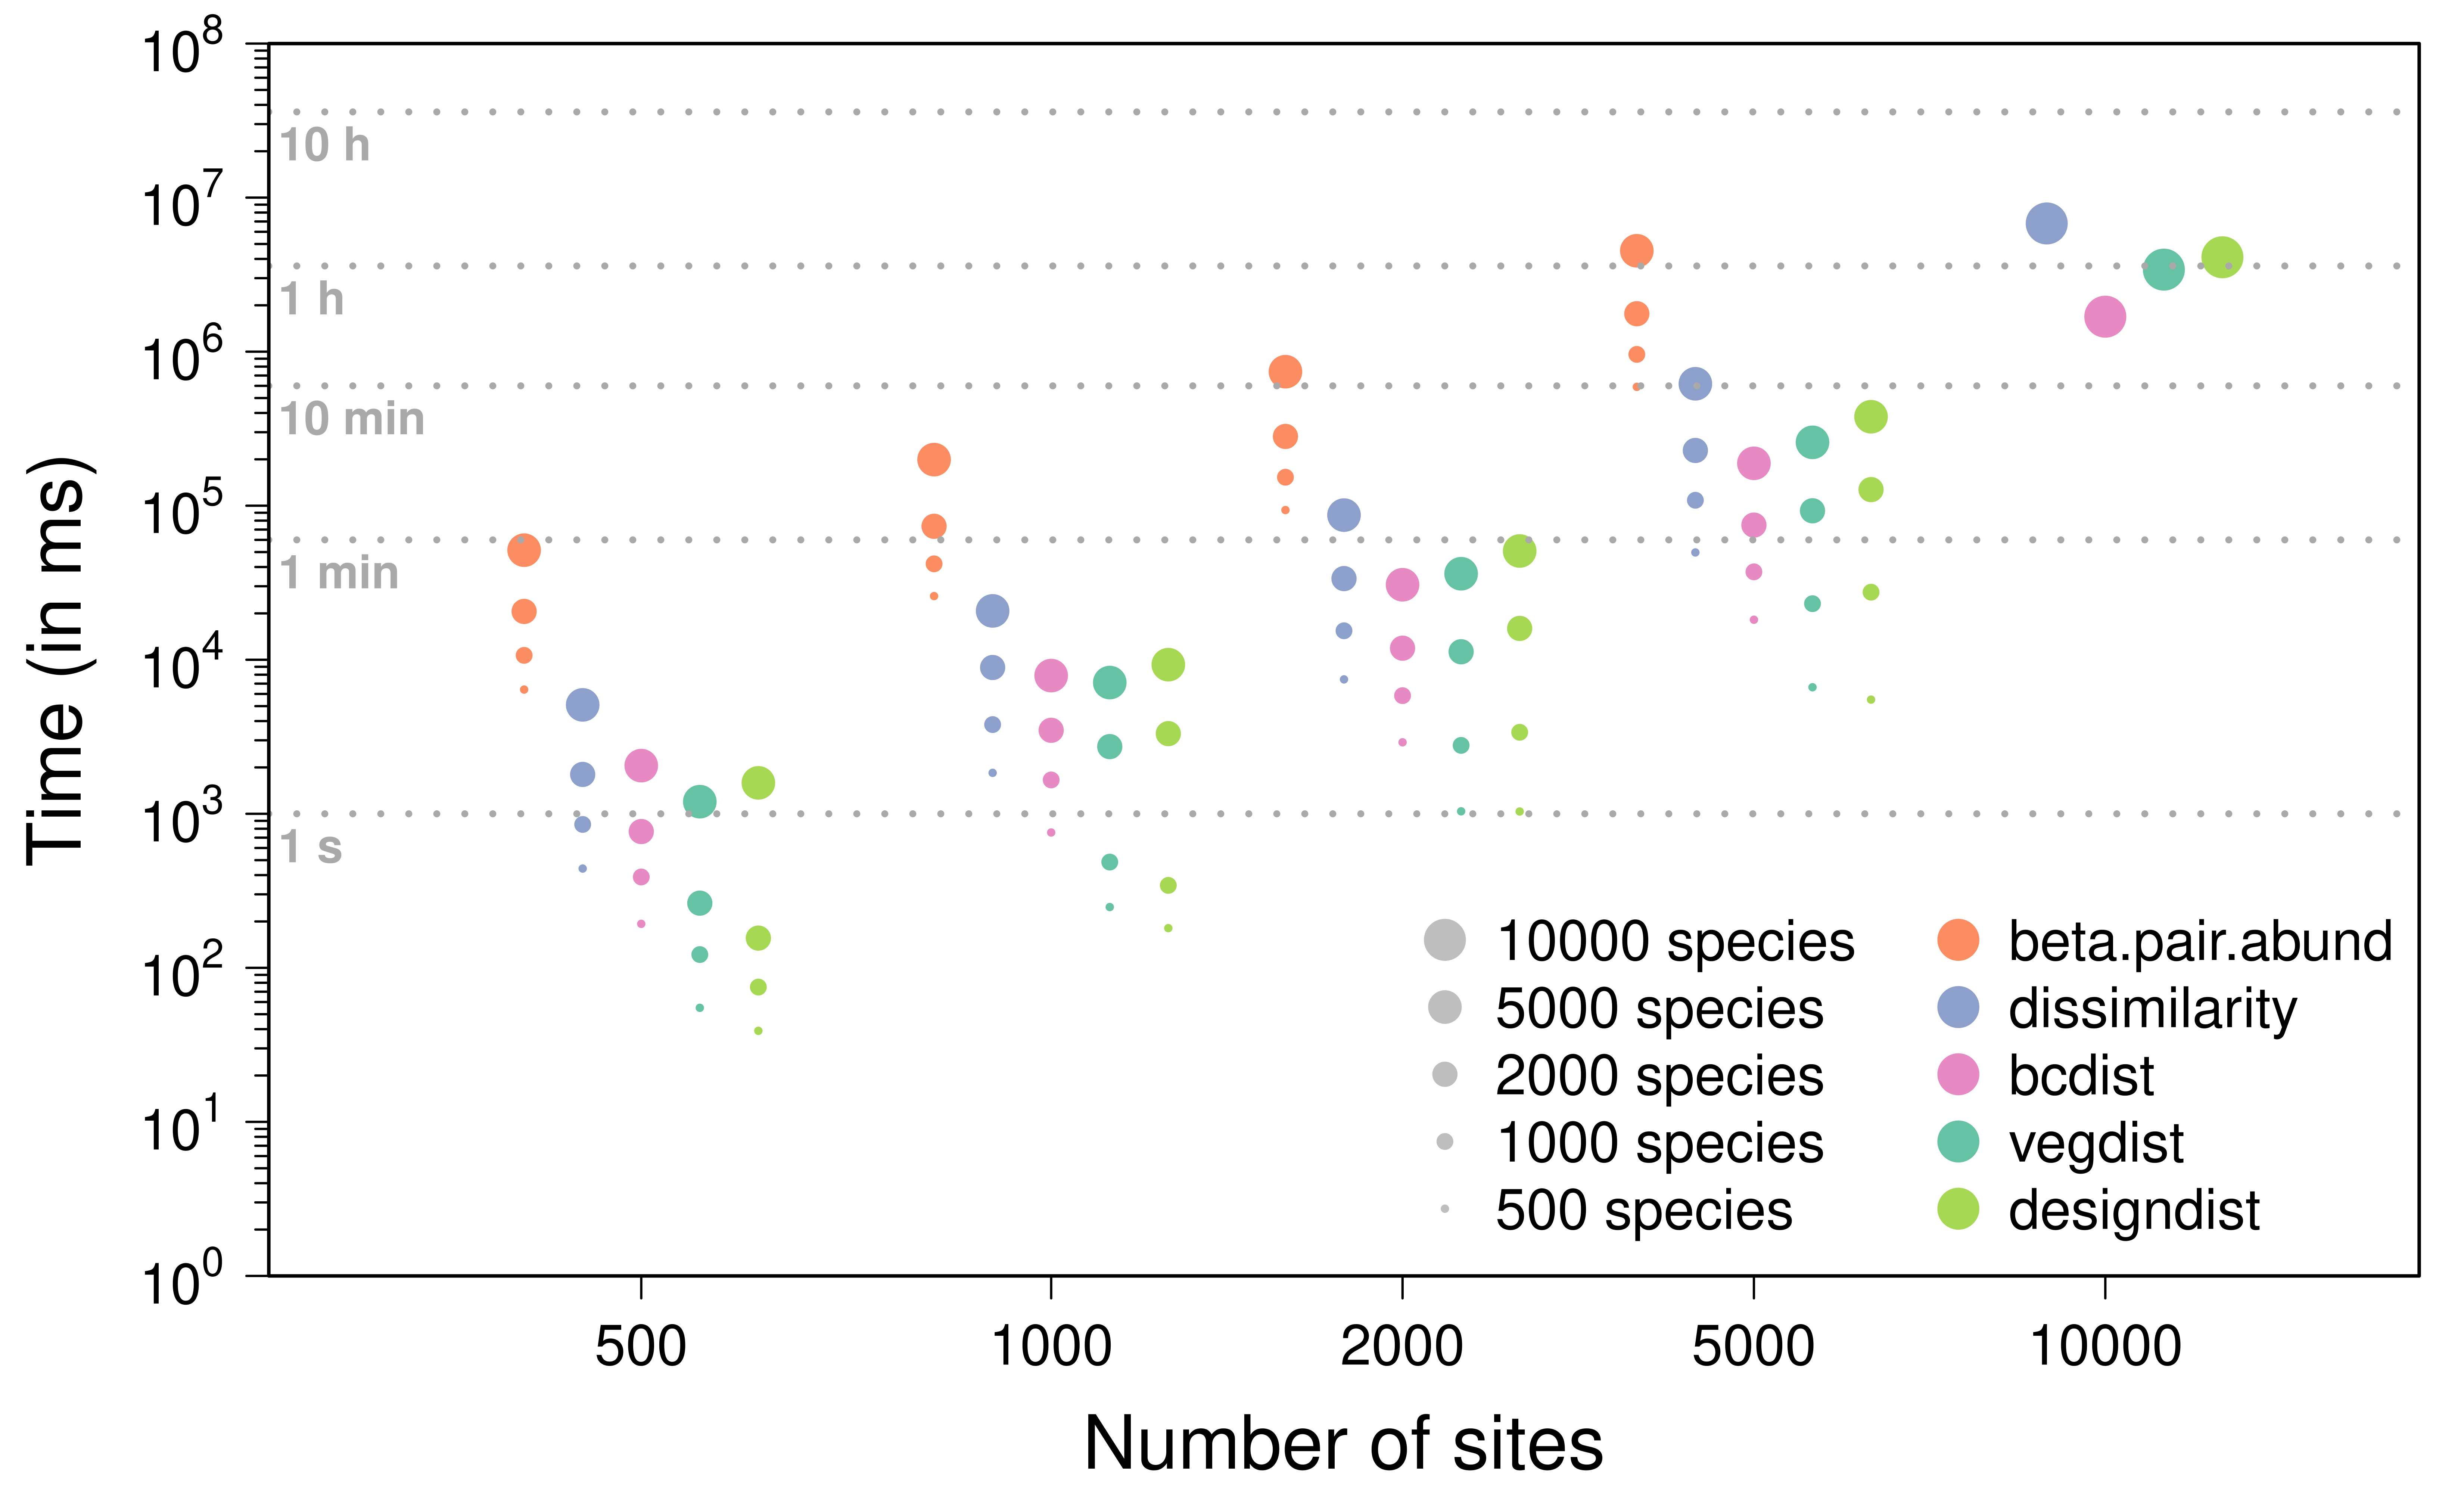 10^8
10^7
10^6
10^5
10^4
10^3
10^2
10^1
10^0
Time (in ms)
10 h
1 h
10 min
1 min
1 s
10000 species
5000 species
2000 species
1000 species
500 species
beta.pair.abund
dissimilarity
bcdist
vegdist
designdist
500 1000 2000 5000 10000
Number of sites